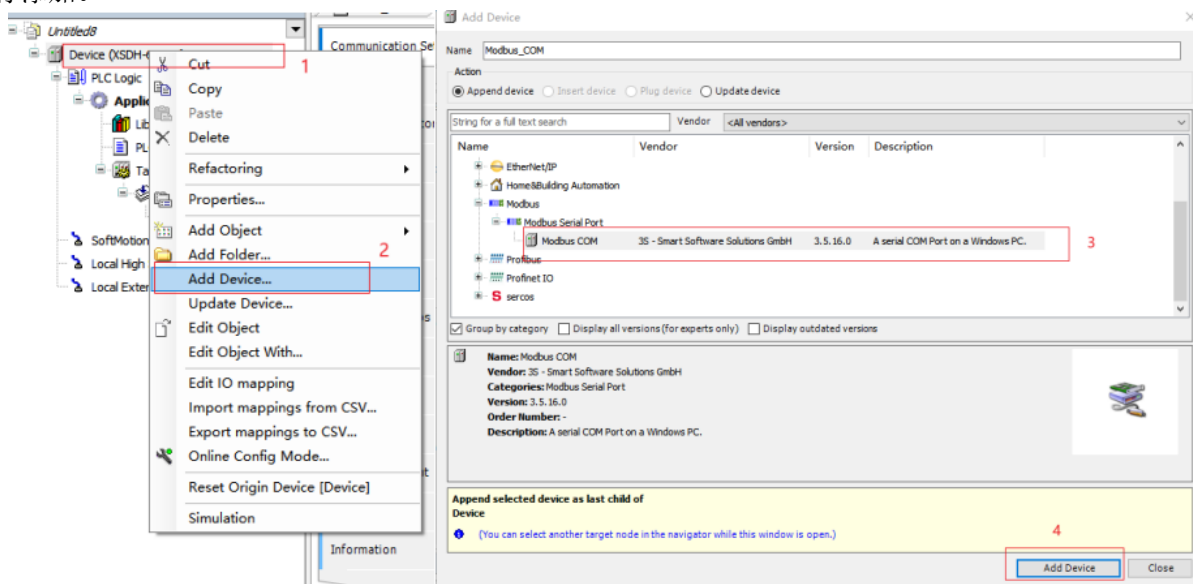 Untitled8
Device (XSDH-6
PLC Logic
Applic
Lib
PL
Ta
SoftMotion
Local High
Local Exter
1
Cut
Copy
Paste
Delete
Refactoring
Properties...
Add Object
Add Folder...
2
Add Device...
Update Device...
Edit Object
Edit Object With...
Edit IO mapping
Import mappings from CSV...
Export mappings to CSV...
Online Config Mode...
Reset Origin Device [Device]
Simulation
Communication Se
Information
Add Device
Name Modbus_COM
Action
Append device Insert device Plug device Update device
String for a full text search Vendor <All vendors>
Name Vendor Version Description
EtherNet/IP
Home&Building Automation
Modbus
Modbus Serial Port
Modbus COM 3S - Smart Software Solutions GmbH 3.5.16.0 A serial COM Port on a Windows PC.
3
Profibus
Profinet IO
sercos
Group by category Display all versions (for experts only) Display outdated versions
Name: Modbus COM
Vendor: 3S - Smart Software Solutions GmbH
Categories: Modbus Serial Port
Version: 3.5.16.0
Order Number: -
Description: A serial COM Port on a Windows PC.
Append selected device as last child of
Device
(You can select another target node in the navigator while this window is open.)
4
Add Device Close